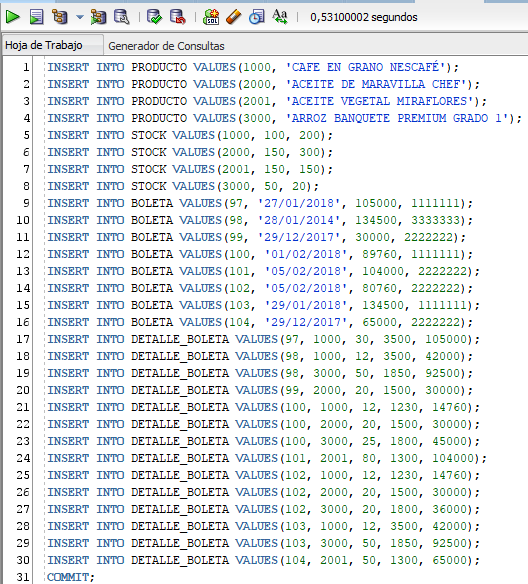 0,53100002 segundos
Hoja de Trabajo Generador de Consultas
1 INSERT INTO PRODUCTO VALUES(1000, 'CAFE EN GRANO NESCAFÉ');
2 INSERT INTO PRODUCTO VALUES(2000, 'ACEITE DE MARAVILLA CHEF');
3 INSERT INTO PRODUCTO VALUES(2001, 'ACEITE VEGETAL MIRAFLORES');
4 INSERT INTO PRODUCTO VALUES(3000, 'ARROZ BANQUETE PREMIUM GRADO 1');
5 INSERT INTO STOCK VALUES(1000, 100, 200);
6 INSERT INTO STOCK VALUES(2000, 150, 300);
7 INSERT INTO STOCK VALUES(2001, 150, 150);
8 INSERT INTO STOCK VALUES(3000, 50, 20);
9 INSERT INTO BOLETA VALUES(97, '27/01/2018', 105000, 1111111);
10 INSERT INTO BOLETA VALUES(98, '28/01/2014', 134500, 3333333);
11 INSERT INTO BOLETA VALUES(99, '29/12/2017', 30000, 2222222);
12 INSERT INTO BOLETA VALUES(100, '01/02/2018', 89760, 1111111);
13 INSERT INTO BOLETA VALUES(101, '05/02/2018', 104000, 2222222);
14 INSERT INTO BOLETA VALUES(102, '05/02/2018', 80760, 2222222);
15 INSERT INTO BOLETA VALUES(103, '29/01/2018', 134500, 1111111);
16 INSERT INTO BOLETA VALUES(104, '29/12/2017', 65000, 2222222);
17 INSERT INTO DETALLE_BOLETA VALUES(97, 1000, 30, 3500, 105000);
18 INSERT INTO DETALLE_BOLETA VALUES(98, 1000, 12, 3500, 42000);
19 INSERT INTO DETALLE_BOLETA VALUES(98, 3000, 50, 1850, 92500);
20 INSERT INTO DETALLE_BOLETA VALUES(99, 2000, 20, 1500, 30000);
21 INSERT INTO DETALLE_BOLETA VALUES(100, 1000, 12, 1230, 14760);
22 INSERT INTO DETALLE_BOLETA VALUES(100, 2000, 20, 1500, 30000);
23 INSERT INTO DETALLE_BOLETA VALUES(100, 3000, 25, 1800, 45000);
24 INSERT INTO DETALLE_BOLETA VALUES(101, 2001, 80, 1300, 104000);
25 INSERT INTO DETALLE_BOLETA VALUES(102, 1000, 12, 1230, 14760);
26 INSERT INTO DETALLE_BOLETA VALUES(102, 2000, 20, 1500, 30000);
27 INSERT INTO DETALLE_BOLETA VALUES(102, 3000, 20, 1800, 36000);
28 INSERT INTO DETALLE_BOLETA VALUES(103, 1000, 12, 3500, 42000);
29 INSERT INTO DETALLE_BOLETA VALUES(103, 3000, 50, 1850, 92500);
30 INSERT INTO DETALLE_BOLETA VALUES(104, 2001, 50, 1300, 65000);
31 COMMIT;